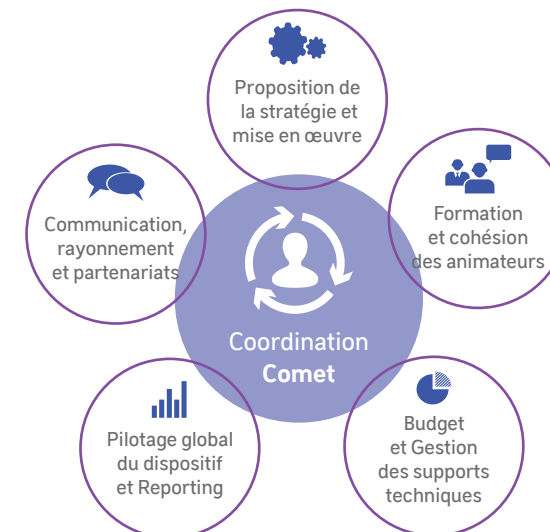 Proposition de
la stratégie et
mise en œuvre
Communication,
rayonnement
et partenariats
Formation
et cohésion
des animateurs
Coordination
Comet
Pilotage global
du dispositif
et Reporting
Budget
et Gestion
des supports
techniques